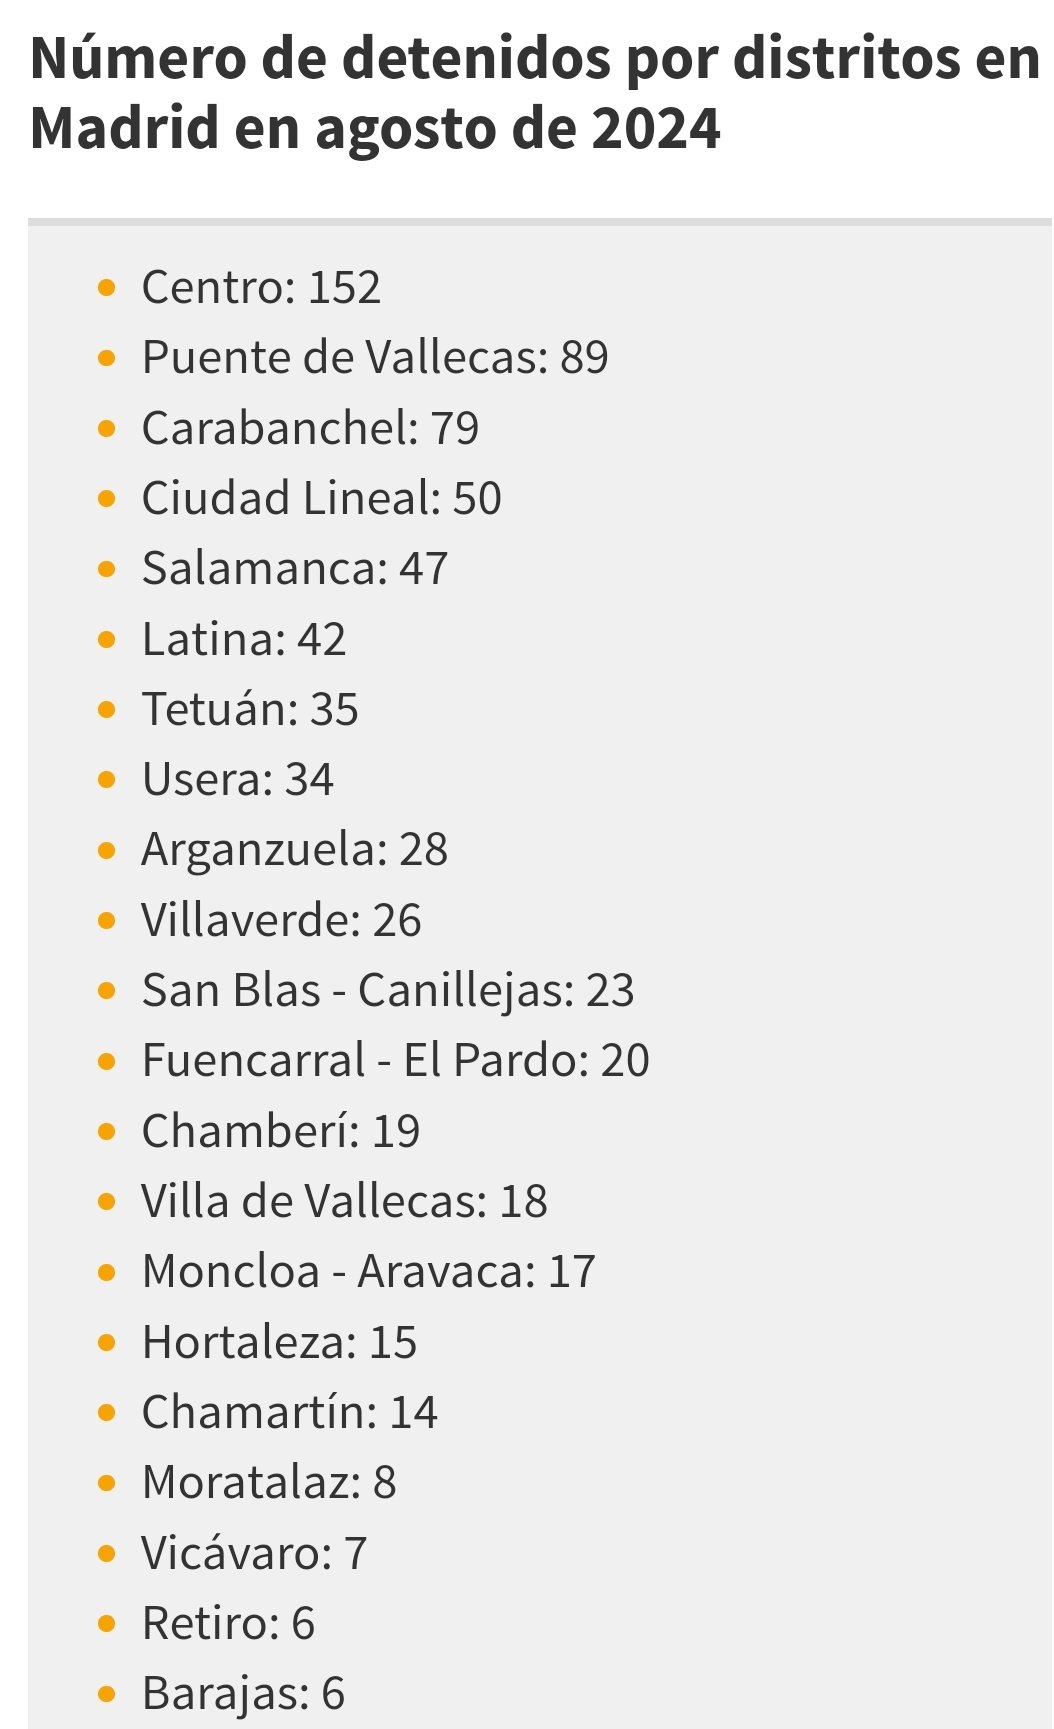 Número de detenidos por distritos en
Madrid en agosto de 2024
Centro: 152
Puente de Vallecas: 89
Carabanchel: 79
Ciudad Lineal: 50
Salamanca: 47
Latina: 42
Tetuán: 35
Usera: 34
Arganzuela: 28
Villaverde: 26
San Blas - Canillejas: 23
Fuencarral - El Pardo: 20
Chamberí: 19
Villa de Vallecas: 18
Moncloa - Aravaca: 17
Hortaleza: 15
Chamartín: 14
Moratalaz: 8
Vicávaro: 7
Retiro: 6
Barajas: 6